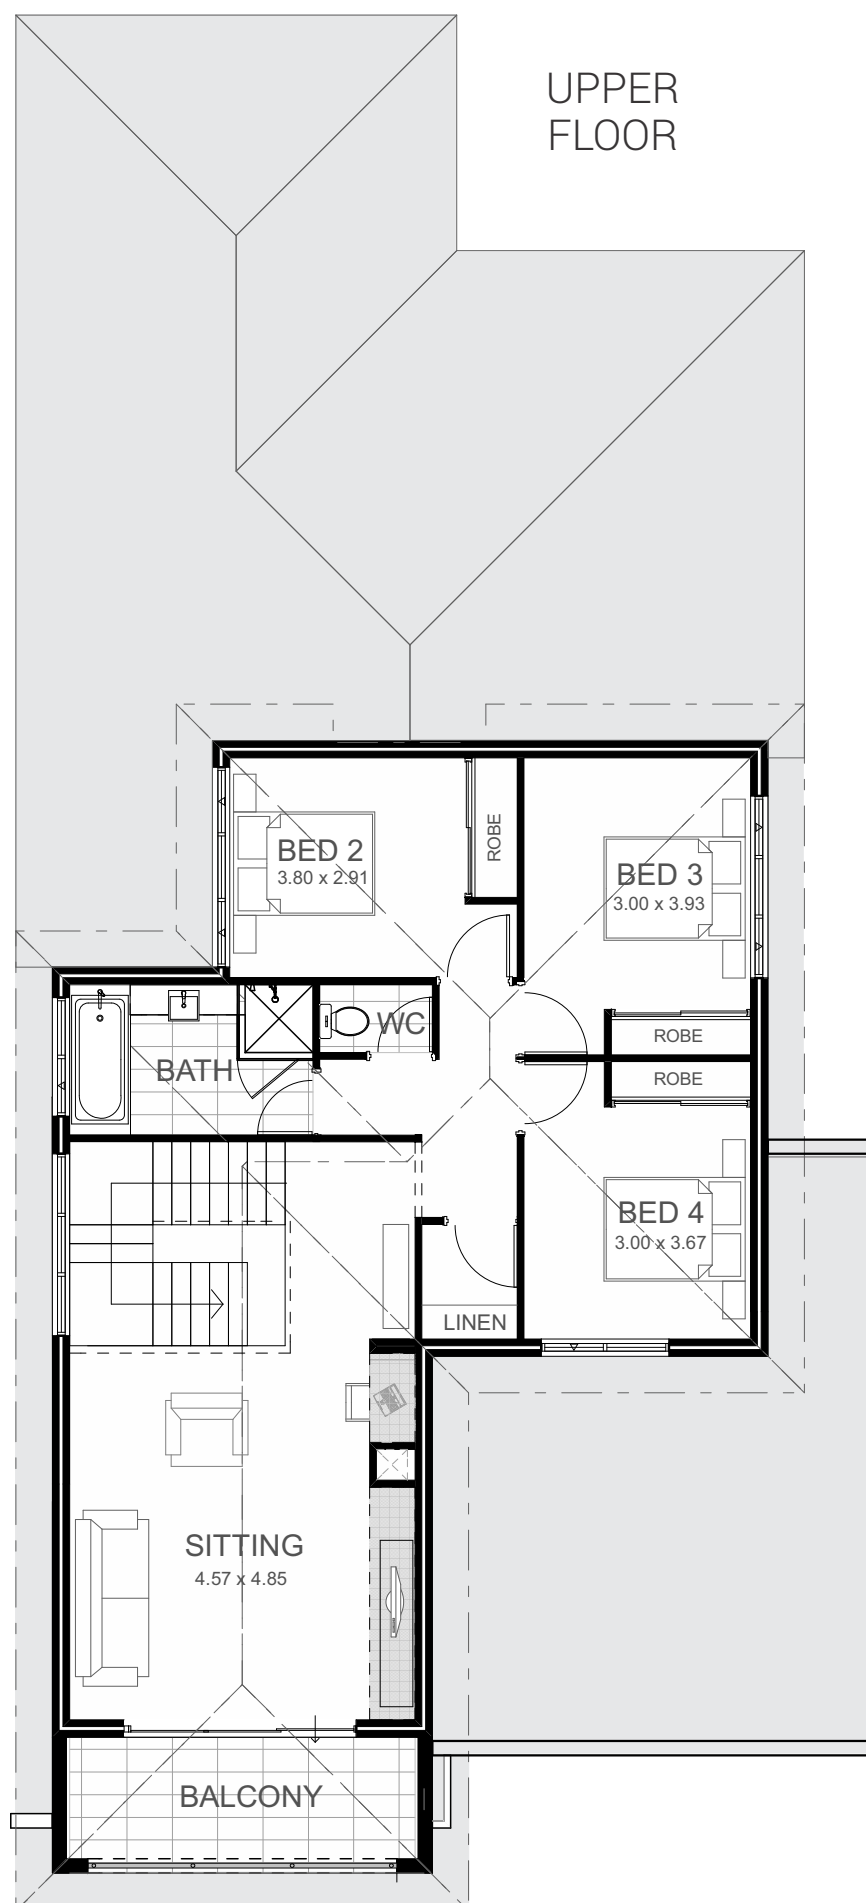 UPPER
FLOOR
BED 2
3.80 x 2.91
ROBE
BED 3
3.00 x 3.93
WC
ROBE
BATH
ROBE
BED 4
3.00 x 3.67
LINEN
SITTING
4.57 x 4.85
BALCONY